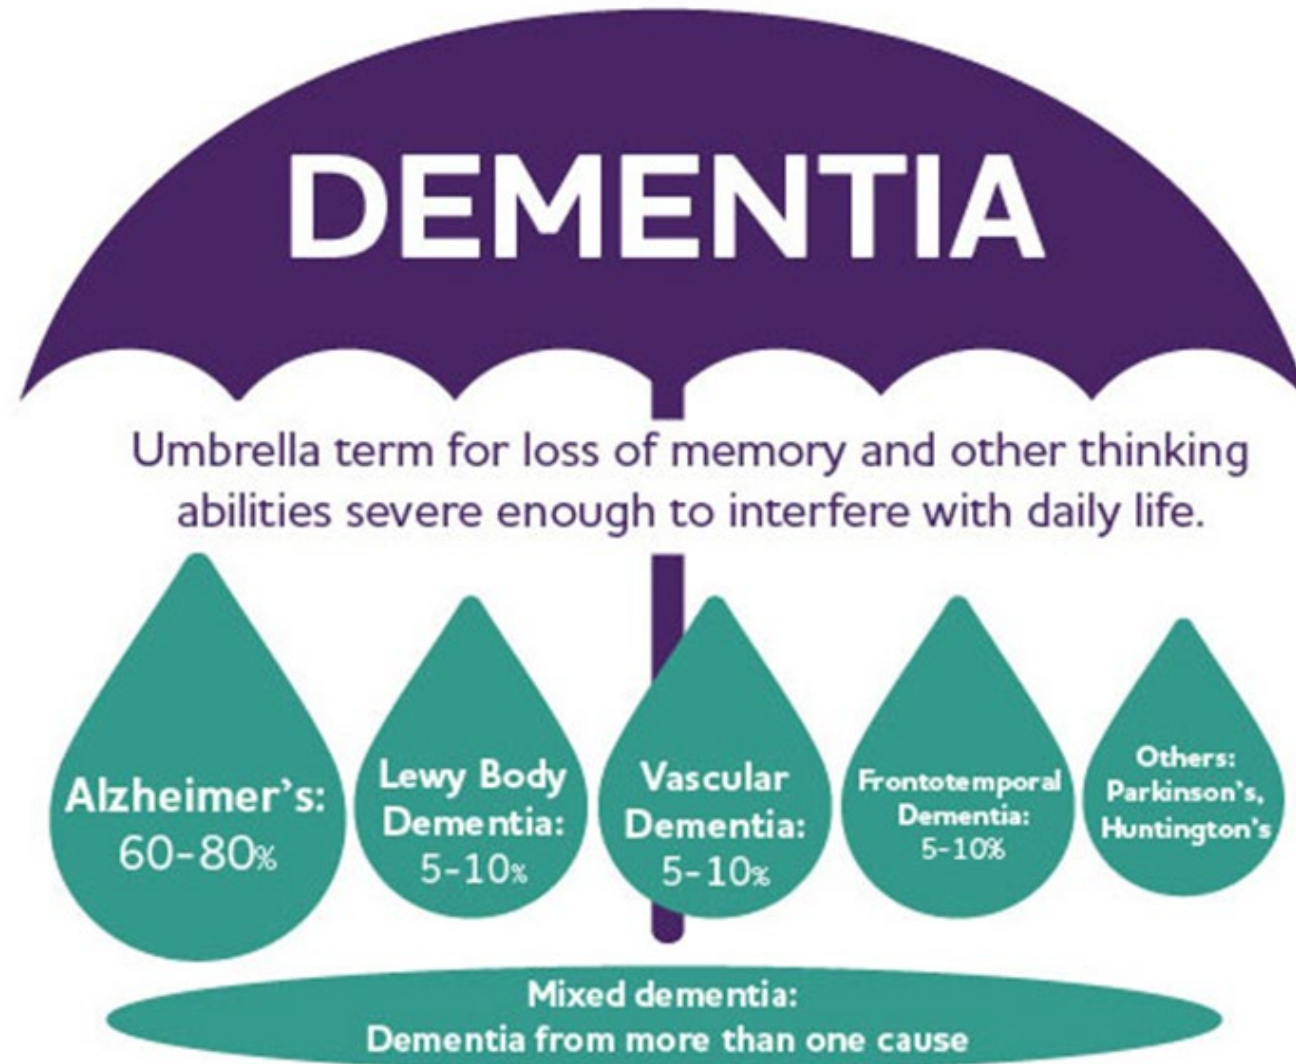 DEMENTIA
Umbrella term for loss of memory and other thinking
abilities severe enough to interfere with daily life.
Alzheimer's:
60-80%
Lewy Body
Dementia:
5-10%
Vascular
Dementia:
5-10%
Frontotemporal
Dementia:
5-10%
Others:
Parkinson's,
Huntington's
Mixed dementia:
Dementia from more than one cause